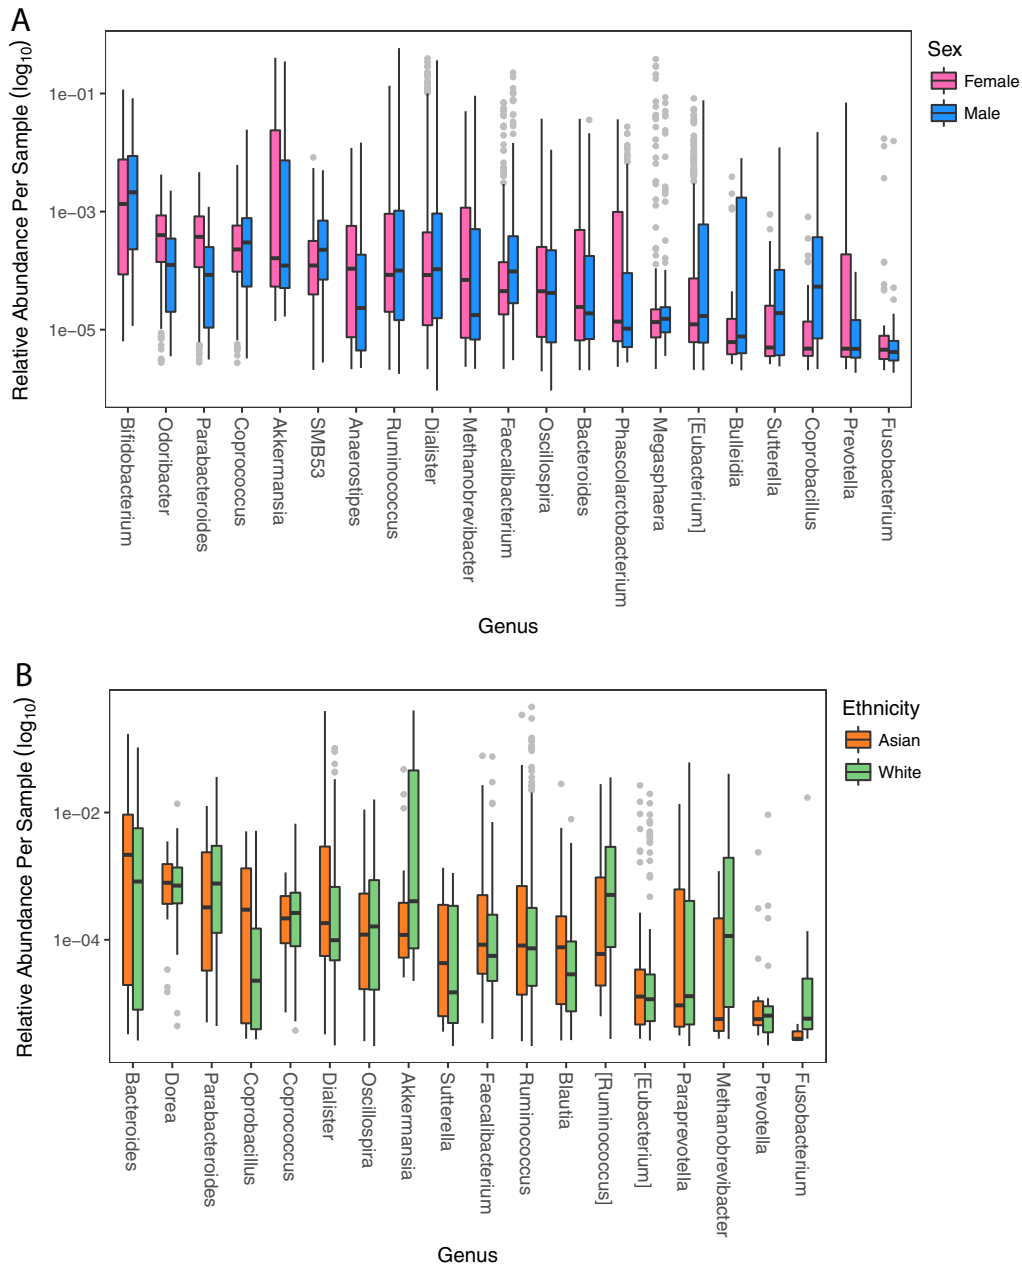 A
Relative Abundance Per Sample (log10)
1e−01
1e−03
1e−05
Sex
Female
Male
Bifidobacterium
Odoribacter
Parabacteroides
Coprococcus
Akkermansia
SMB53
Anaerostipes
Ruminococcus
Dialister
Methanobrevibacter
Faecalibacterium
Oscillospira
Bacteroides
Phascolarctobacterium
Megasphaera
[Eubacterium]
Bulleidia
Sutterella
Coprobacillus
Prevotella
Fusobacterium
Genus
B
Relative Abundance Per Sample (log10)
1e−02
1e−04
Ethnicity
Asian
White
Bacteroides
Dorea
Parabacteroides
Coprobacillus
Coprococcus
Dialister
Oscillospira
Akkermansia
Sutterella
Faecalibacterium
Ruminococcus
Blautia
[Ruminococcus]
[Eubacterium]
Paraprevotella
Methanobrevibacter
Prevotella
Fusobacterium
Genus